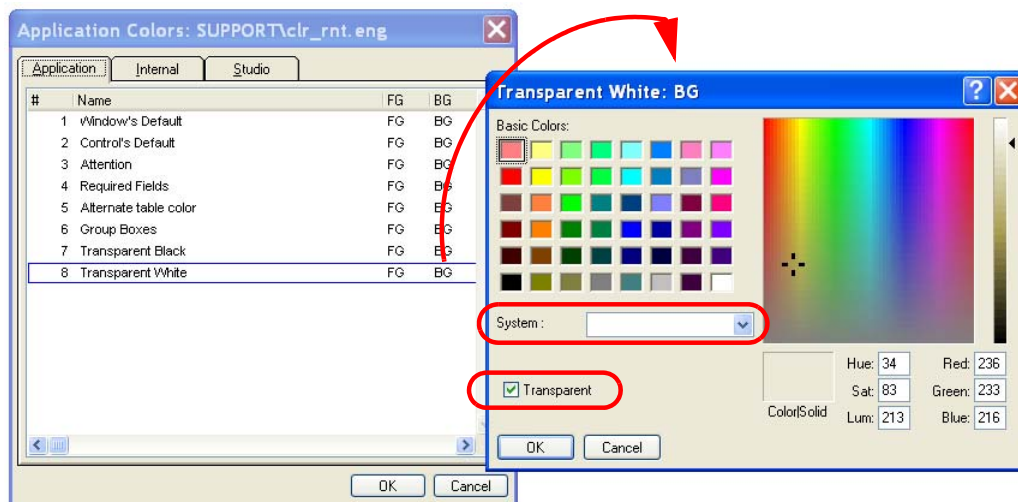 Application Colors: SUPPORT\clr_rnt.eng
Application Internal Studio
# Name FG BG
1 Window's Default FG BG
2 Control's Default FG BG
3 Attention FG BG
4 Required Fields FG BG
5 Alternate table color FG BG
6 Group Boxes FG BG
7 Transparent Black FG BG
8 Transparent White FG BG
OK Cancel
Transparent White: BG
Basic Colors:
System :
Transparent
Color|Solid
Hue: 34 Red: 236
Sat: 83 Green: 233
Lum: 213 Blue: 216
OK Cancel